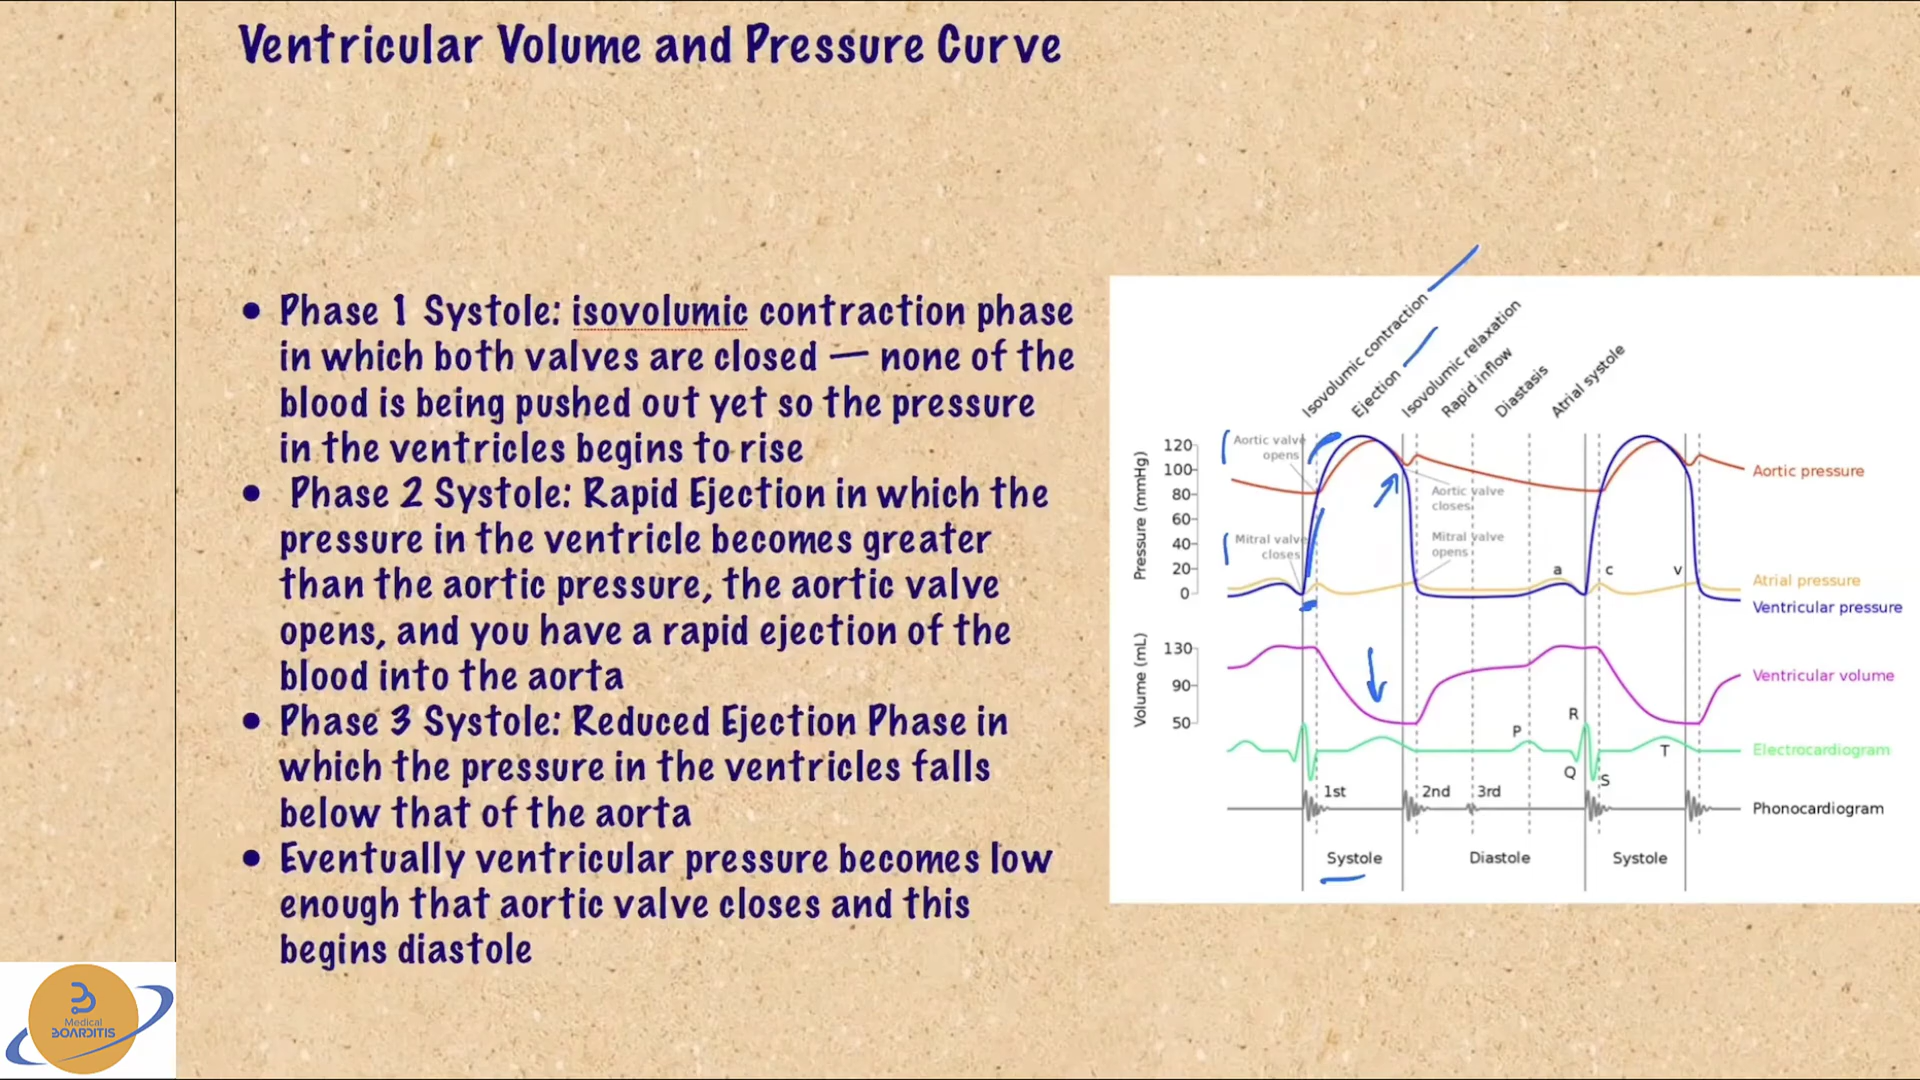 Ventricular Volume and Pressure Curve
• Phase 1 Systole: isovolumic contraction phase
in which both valves are closed — none of the
blood is being pushed out yet so the pressure
in the ventricles begins to rise
• Phase 2 Systole: Rapid Ejection in which the
pressure in the ventricle becomes greater
than the aortic pressure, the aortic valve
opens, and you have a rapid ejection of the
blood into the aorta
• Phase 3 Systole: Reduced Ejection Phase in
which the pressure in the ventricles falls
below that of the aorta
• Eventually ventricular pressure becomes low
enough that aortic valve closes and this
begins diastole
Isovolumic contraction
Ejection
Isovolumic relaxation
Rapid inflow
Diastasis
Atrial systole
Pressure (mmHg)
120
100
80
60
40
20
0
Aortic valve
opens
Aortic valve
closes
Mitral valve
closes
Mitral valve
opens
a
c
v
Aortic pressure
Atrial pressure
Ventricular pressure
Volume (mL)
130
90
50
Ventricular volume
R
P
T
Q
S
Electrocardiogram
1st
2nd
3rd
Phonocardiogram
Systole
Diastole
Systole
Medical
BOARDITIS